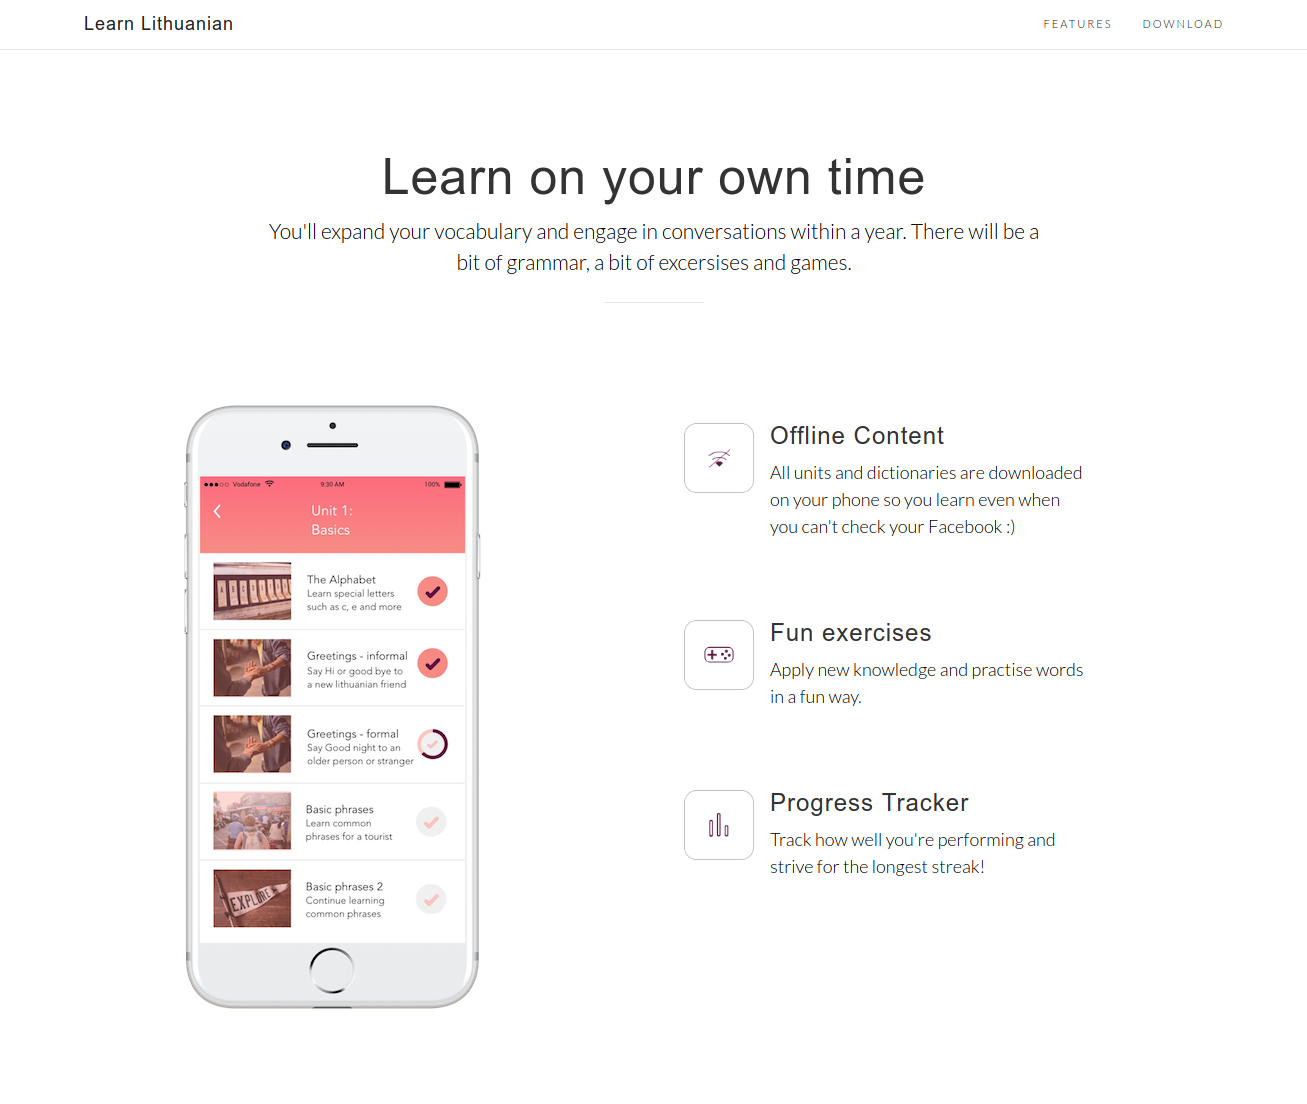 Learn Lithuanian
FEATURES
DOWNLOAD
Learn on your own time
You'll expand your vocabulary and engage in conversations within a year. There will be a
bit of grammar, a bit of excersises and games.
Vodafone
9:30 AM
100%
Unit 1:
Basics
The Alphabet
Learn special letters
such as c, e and more
Greetings - informal
Say Hi or good bye to
a new lithuanian friend
Greetings - formal
Say Good night to an
older person or stranger
Basic phrases
Learn common
phrases for a tourist
EXPLORE
Basic phrases 2
Continue learning
common phrases
Offline Content
All units and dictionaries are downloaded
on your phone so you learn even when
you can't check your Facebook :)
Fun exercises
Apply new knowledge and practise words
in a fun way.
Progress Tracker
Track how well you're performing and
strive for the longest streak!